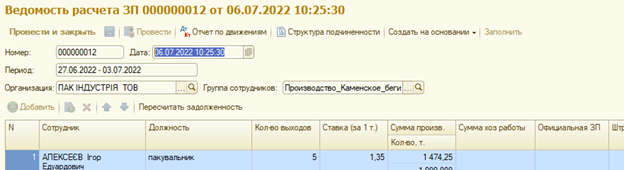 Ведомость расчета ЗП 000000012 от 06.07.2022 10:25:30
Провести и закрыть Провести Отчет по движениям Структура подчиненности Создать на основании Заполнить
Номер: 000000012 Дата: 06.07.2022 10:25:30
Период: 27.06.2022 - 03.07.2022
Организация: ПАК ІНДУСТРІЯ ТОВ ... Группа сотрудников: Производство_Каменское_беги ...
Добавить Пересчитать задолженность
N Сотрудник Должность Кол-во выходов Ставка (за 1 т.) Сумма произв. Сумма хоз работы Официальная ЗП
Кол-во, т.
1 АЛЕКСЕЄВ Ігор пакувальник 5 1,35 1 474,25
Едуардович